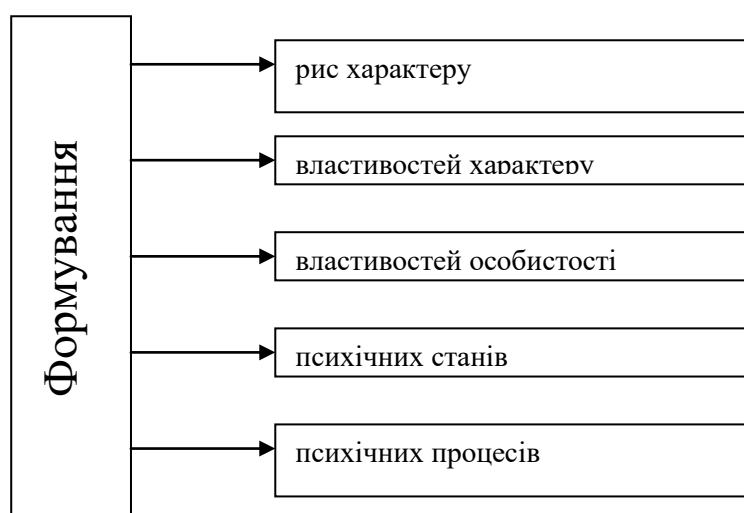 Формування
рис характеру
властивостей характеру
властивостей особистості
психічних станів
психічних процесів